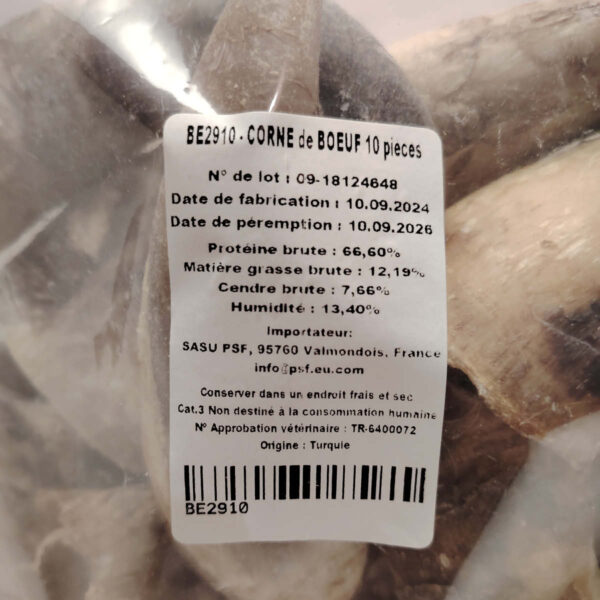 BE2910 - CORNE de BOEUF 10 pieces
N° de lot : 09-18124648
Date de fabrication : 10.09.2024
Date de péremption : 10.09.2026
Protéine brute : 66,60%
Matière grasse brute : 12,19%
Cendre brute : 7,66%
Humidité : 13,40%
Importateur:
SASU PSF, 95760 Valmondois, France
info@psf.eu.com
Conserver dans un endroit frais et sec
Cat.3 Non destiné à la consommation humaine
N° Approbation vétérinaire : TR-6400072
Origine : Turquie
BE2910